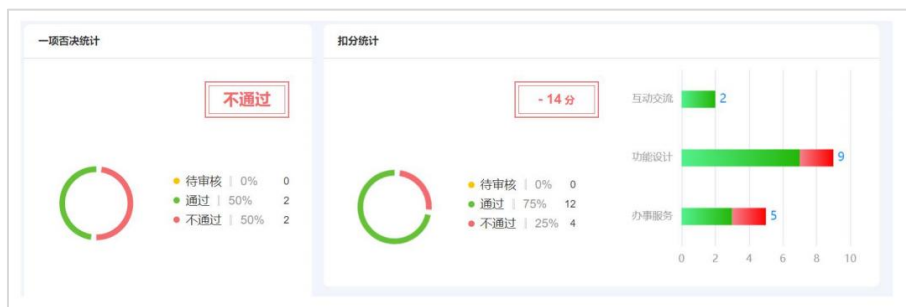 一项否决统计
不通过
待审核 | 0% 0
通过 | 50% 2
不通过 | 50% 2
扣分统计
- 14 分
待审核 | 0% 0
通过 | 75% 12
不通过 | 25% 4
互动交流 2
功能设计 9
办事服务 5
0 2 4 6 8 10